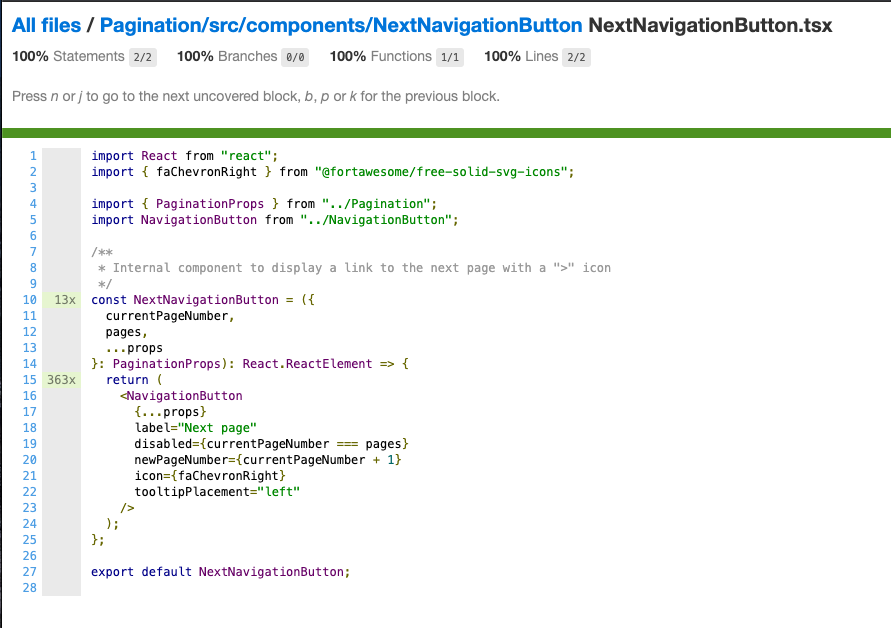 All files / Pagination/src/components/NextNavigationButton NextNavigationButton.tsx
100% Statements 2/2 100% Branches 0/0 100% Functions 1/1 100% Lines 2/2
Press n or j to go to the next uncovered block, b, p or k for the previous block.
1 import React from "react";
2 import { faChevronRight } from "@fortawesome/free-solid-svg-icons";
3
4 import { PaginationProps } from "../Pagination";
5 import NavigationButton from "../NavigationButton";
6
7 /**
8  * Internal component to display a link to the next page with a ">" icon
9  */
10 13x const NextNavigationButton = ({
11   currentPageNumber,
12   pages,
13   ...props
14 }: PaginationProps): React.ReactElement => {
15 363x   return (
16     <NavigationButton
17       {...props}
18       label="Next page"
19       disabled={currentPageNumber === pages}
20       newPageNumber={currentPageNumber + 1}
21       icon={faChevronRight}
22       tooltipPlacement="left"
23     />
24   );
25 };
26
27 export default NextNavigationButton;
28